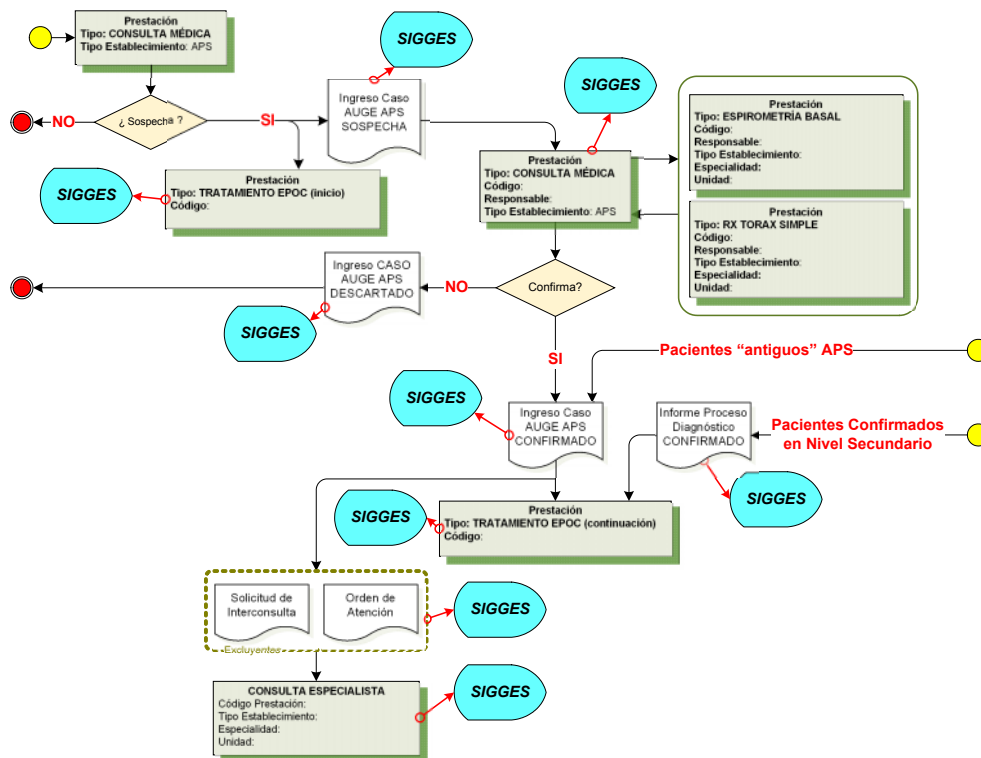 Prestación
Tipo: CONSULTA MÉDICA
Tipo Establecimiento: APS
SIGGES
¿ Sospecha ?
NO
SI
Ingreso Caso
AUGE APS
SOSPECHA
SIGGES
Prestación
Tipo: ESPIROMETRÍA BASAL
Código:
Responsable:
Tipo Establecimiento:
Especialidad:
Unidad:
Prestación
Tipo: CONSULTA MÉDICA
Código:
Responsable:
Tipo Establecimiento: APS
SIGGES
Prestación
Tipo: TRATAMIENTO EPOC (inicio)
Código:
Prestación
Tipo: RX TORAX SIMPLE
Código:
Responsable:
Tipo Establecimiento:
Especialidad:
Unidad:
Ingreso CASO
AUGE APS
DESCARTADO
NO
Confirma?
SIGGES
SI
Pacientes “antiguos” APS
SIGGES
Ingreso Caso
AUGE APS
CONFIRMADO
Informe Proceso
Diagnóstico
CONFIRMADO
Pacientes Confirmados
en Nivel Secundario
SIGGES
SIGGES
Prestación
Tipo: TRATAMIENTO EPOC (continuación)
Código:
Solicitud de
Interconsulta
Orden de
Atención
SIGGES
Excluyentes
CONSULTA ESPECIALISTA
Código Prestación:
Tipo Establecimiento:
Especialidad:
Unidad:
SIGGES